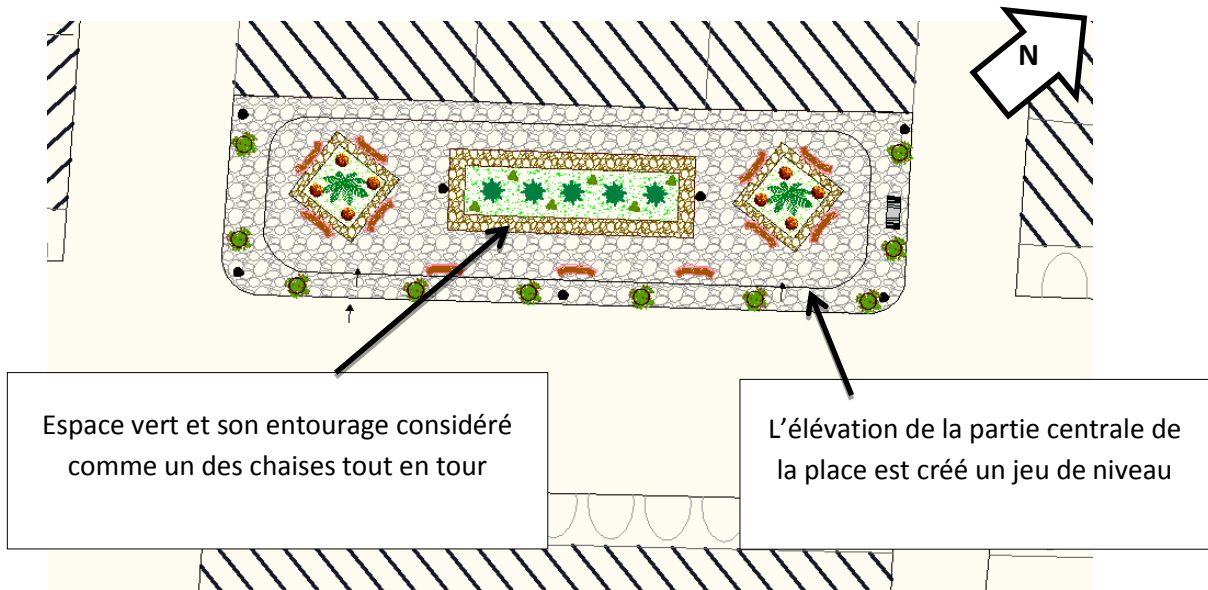 N
Espace vert et son entourage considéré
comme un des chaises tout en tour
L’élévation de la partie centrale de
la place est créé un jeu de niveau